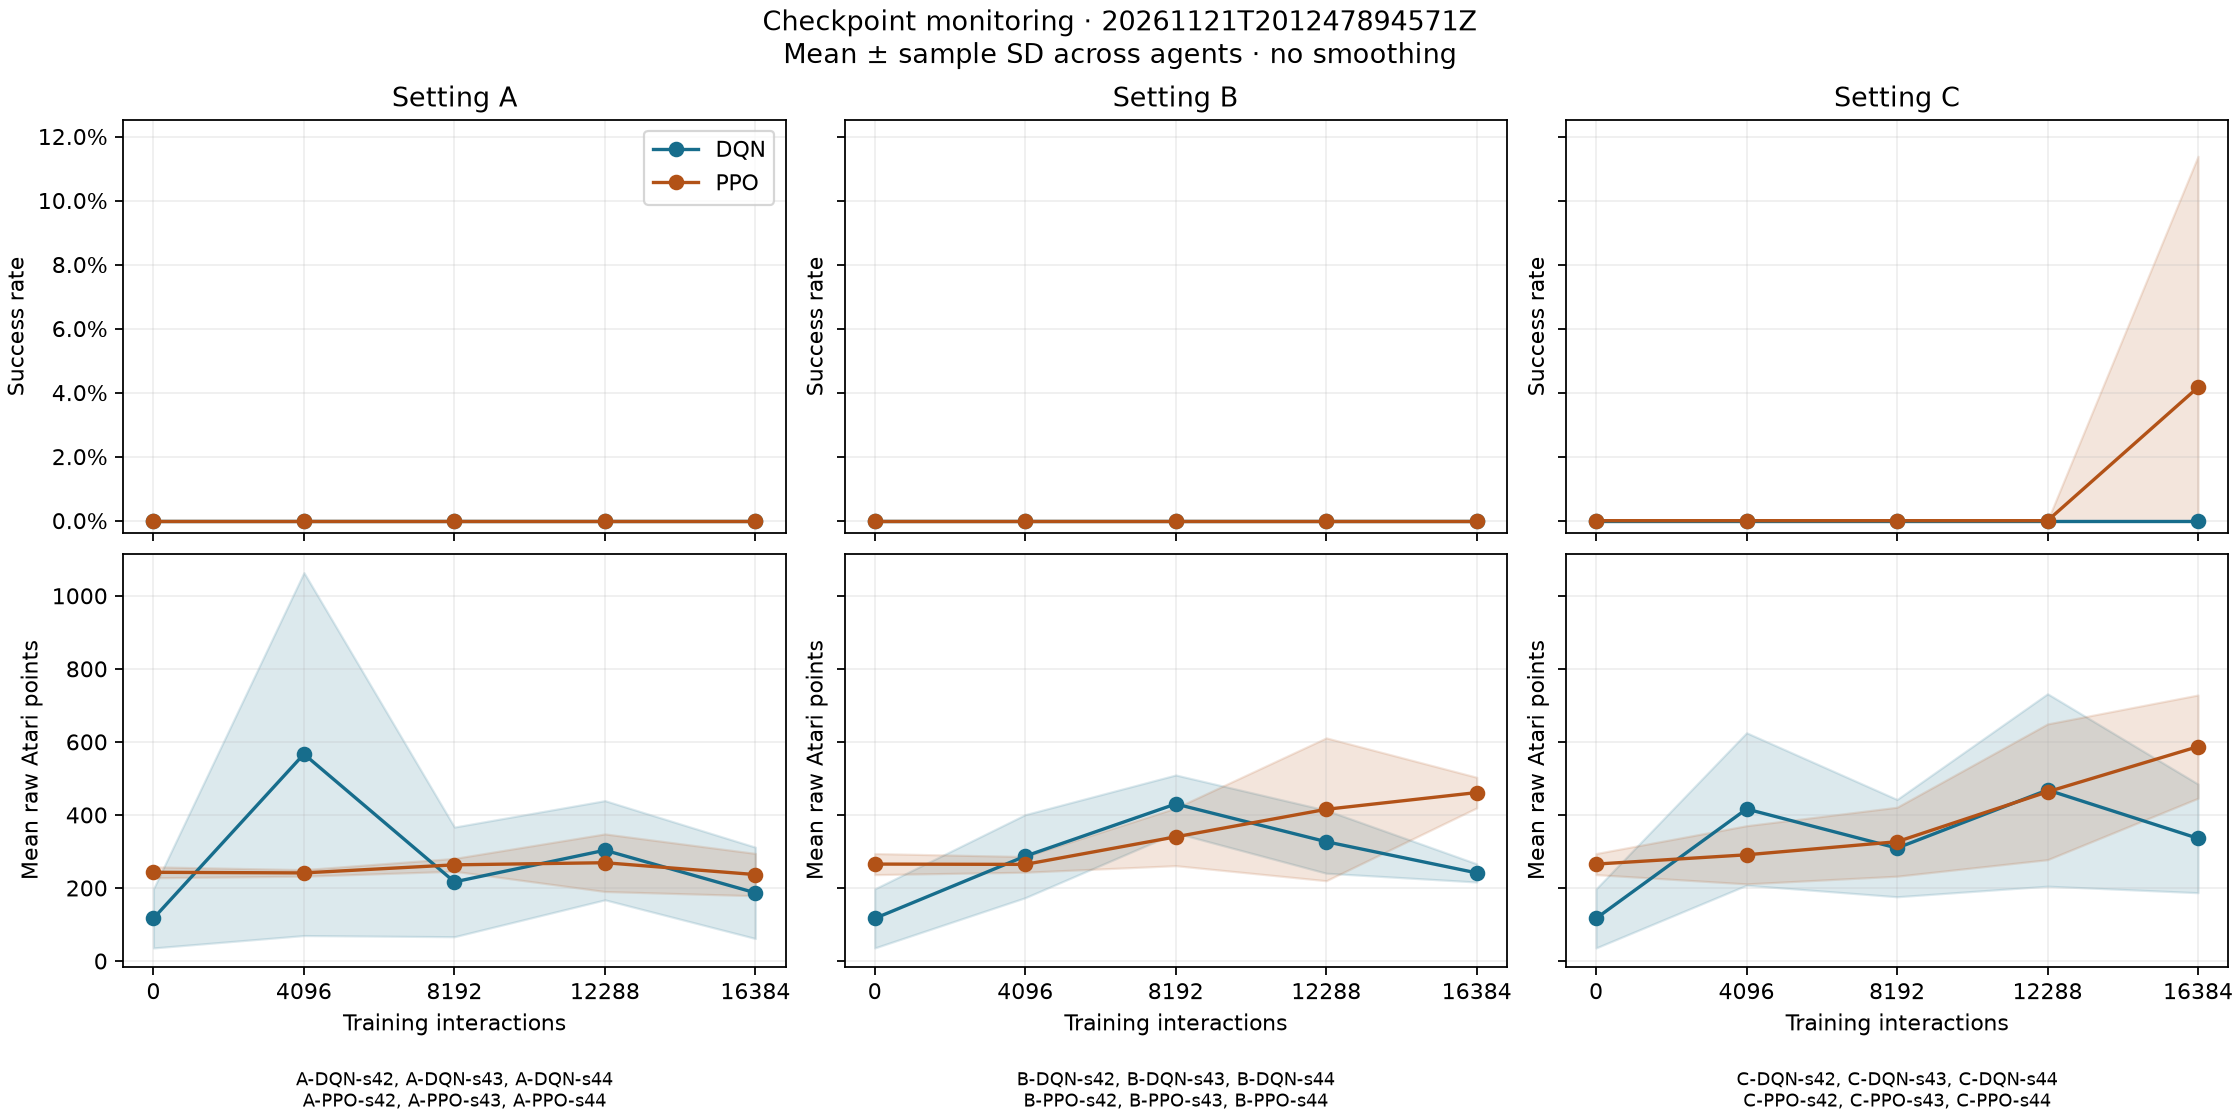 Checkpoint monitoring · 20261121T201247894571Z
Mean ± sample SD across agents · no smoothing
Setting A
Setting B
Setting C
12.0%
10.0%
8.0%
6.0%
4.0%
2.0%
0.0%
Success rate
DQN
PPO
Success rate
Success rate
1000
800
600
400
200
0
Mean raw Atari points
Mean raw Atari points
Mean raw Atari points
0 4096 8192 12288 16384
0 4096 8192 12288 16384
0 4096 8192 12288 16384
Training interactions
Training interactions
Training interactions
A-DQN-s42, A-DQN-s43, A-DQN-s44
A-PPO-s42, A-PPO-s43, A-PPO-s44
B-DQN-s42, B-DQN-s43, B-DQN-s44
B-PPO-s42, B-PPO-s43, B-PPO-s44
C-DQN-s42, C-DQN-s43, C-DQN-s44
C-PPO-s42, C-PPO-s43, C-PPO-s44